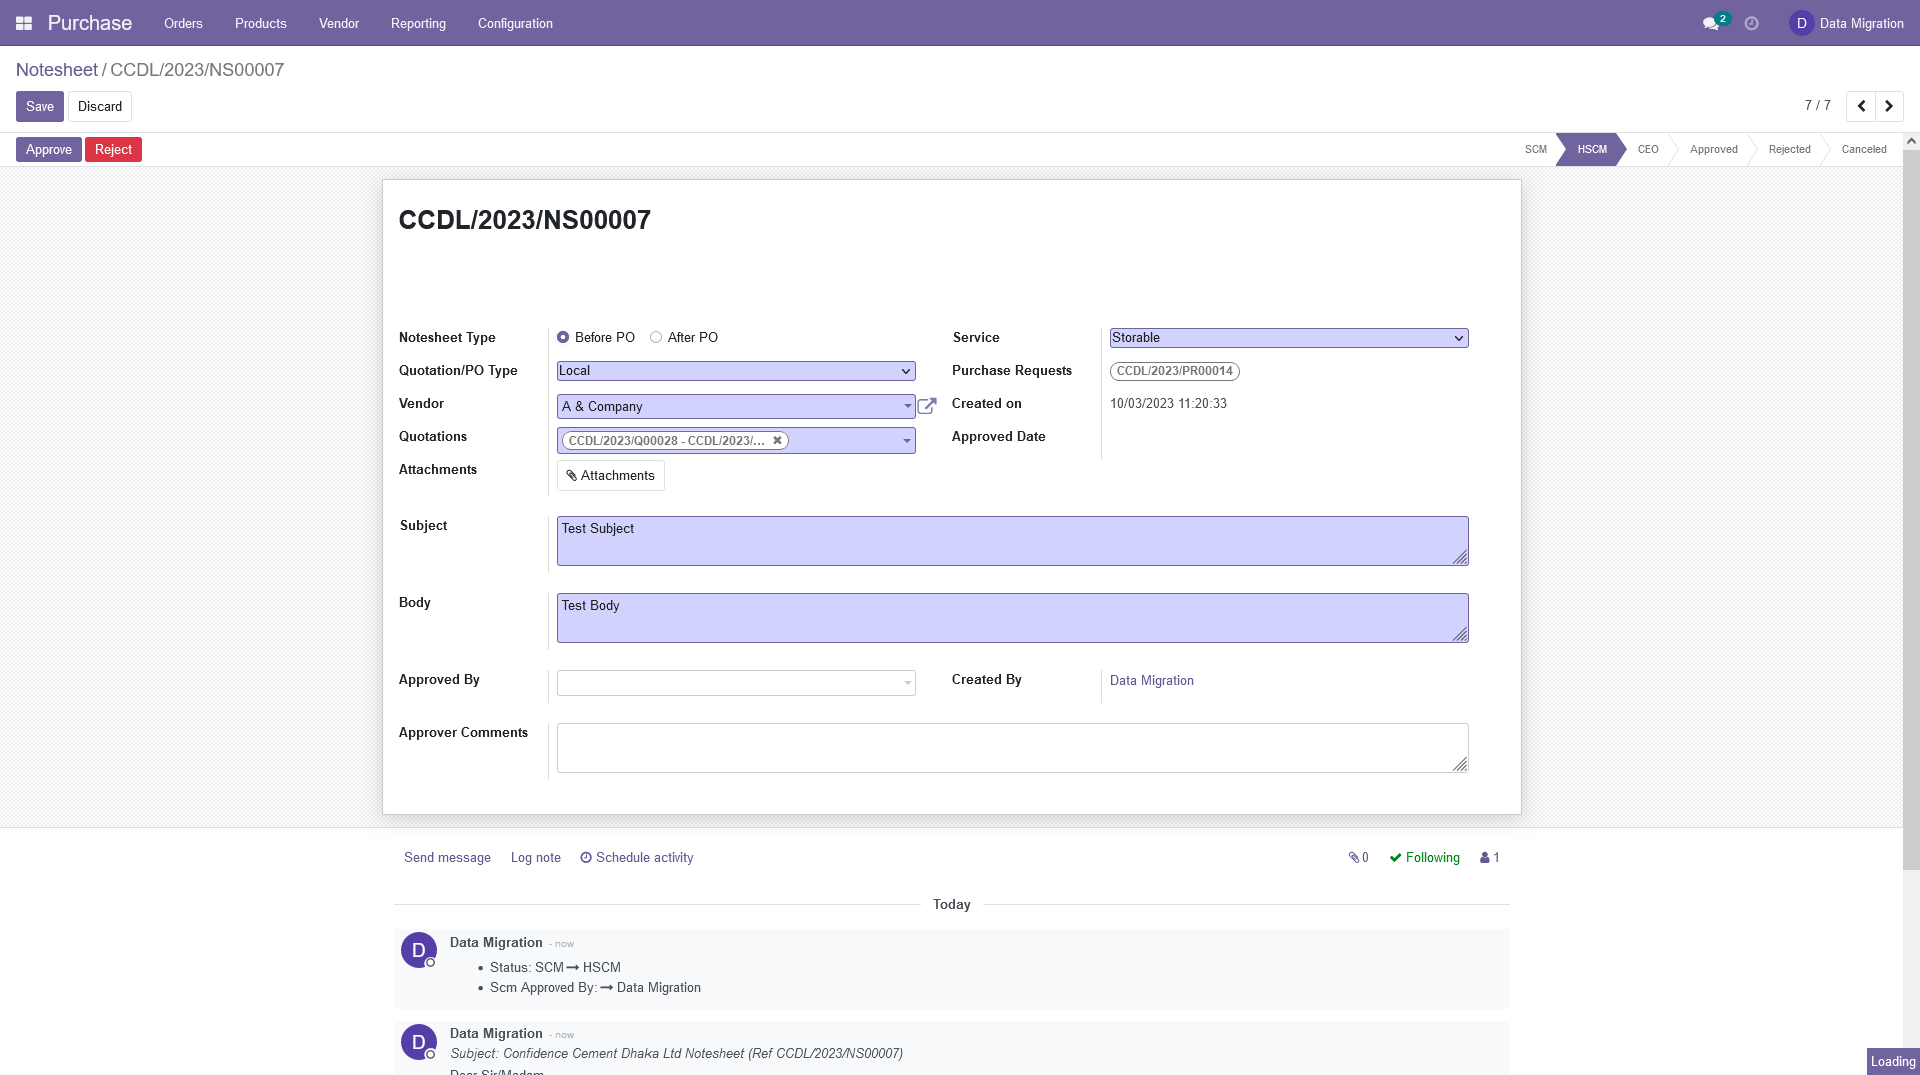 Purchase Orders Products Vendor Reporting Configuration 2 D Data Migration
Notesheet / CCDL/2023/NS00007
Save Discard 7 / 7
Approve Reject SCM HSCM CEO Approved Rejected Canceled
CCDL/2023/NS00007
Notesheet Type Before PO After PO Service Storable
Quotation/PO Type Local Purchase Requests CCDL/2023/PR00014
Vendor A & Company Created on 10/03/2023 11:20:33
Quotations CCDL/2023/Q00028 - CCDL/2023/... Approved Date
Attachments Attachments
Subject Test Subject
Body Test Body
Approved By Created By Data Migration
Approver Comments
Send message Log note Schedule activity 0 Following 1
Today
D Data Migration - now
• Status: SCM → HSCM
• Scm Approved By: → Data Migration
D Data Migration - now
Subject: Confidence Cement Dhaka Ltd Notesheet (Ref CCDL/2023/NS00007)
Dear Sir/Madam
Loading